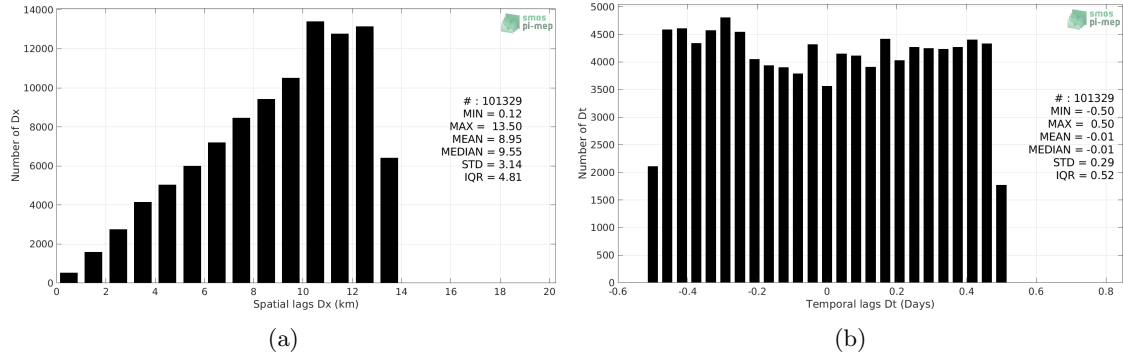 14000
12000
10000
8000
6000
4000
2000
0
Number of Dx
0 2 4 6 8 10 12 14 16 18 20
Spatial lags Dx (km)
smos
pi-mep
# : 101329
MIN = 0.12
MAX = 13.50
MEAN = 8.95
MEDIAN = 9.55
STD = 3.14
IQR = 4.81
(a)
5000
4500
4000
3500
3000
2500
2000
1500
1000
500
0
Number of Dt
-0.6 -0.4 -0.2 0 0.2 0.4 0.6 0.8
Temporal lags Dt (Days)
smos
pi-mep
# : 101329
MIN = -0.50
MAX = 0.50
MEAN = -0.01
MEDIAN = -0.01
STD = 0.29
IQR = 0.52
(b)